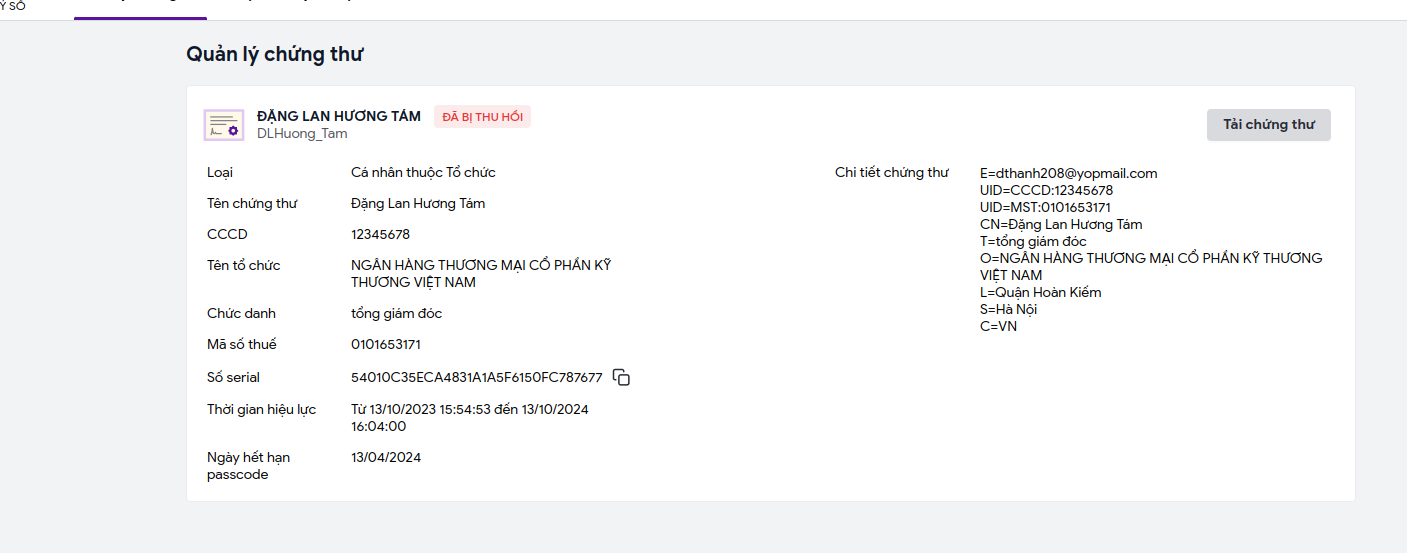 Ý SỐ
Quản lý chứng thư
ĐẶNG LAN HƯƠNG TÁM ĐÃ BỊ THU HỒI
DLHuong_Tam
Tải chứng thư
Loại Cá nhân thuộc Tổ chức
Tên chứng thư Đặng Lan Hương Tám
CCCD 12345678
Tên tổ chức NGÂN HÀNG THƯƠNG MẠI CỔ PHẦN KỸ
THƯƠNG VIỆT NAM
Chức danh tổng giám đóc
Mã số thuế 0101653171
Số serial 54010C35ECA4831A1A5F6150FC787677
Thời gian hiệu lực Từ 13/10/2023 15:54:53 đến 13/10/2024
16:04:00
Ngày hết hạn 13/04/2024
passcode
Chi tiết chứng thư E=dthanh208@yopmail.com
UID=CCCD:12345678
UID=MST:0101653171
CN=Đặng Lan Hương Tám
T=tổng giám đóc
O=NGÂN HÀNG THƯƠNG MẠI CỔ PHẦN KỸ THƯƠNG
VIỆT NAM
L=Quận Hoàn Kiếm
S=Hà Nội
C=VN